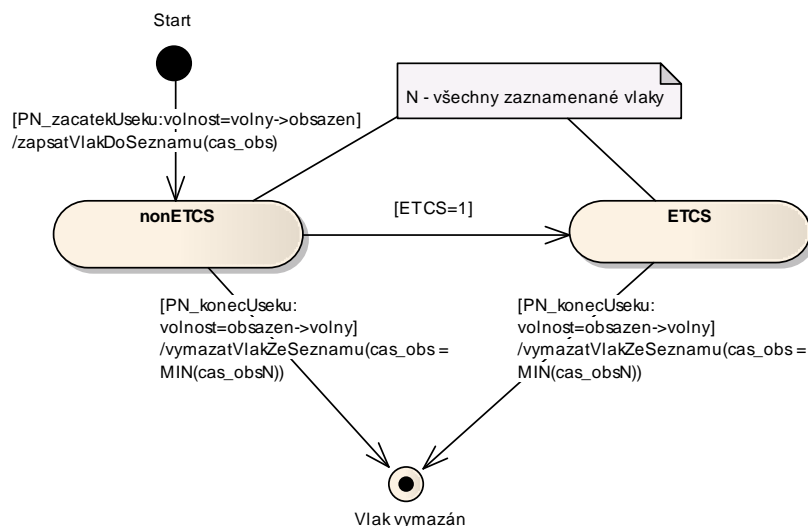 Start
N - všechny zaznamenané vlaky
[PN_zacatekUseku:volnost=volny->obsazen]
/zapsatVlakDoSeznamu(cas_obs)
nonETCS
[ETCS=1]
ETCS
[PN_konecUseku:
volnost=obsazen->volny]
/vymazatVlakZeSeznamu(cas_obs =
MIN(cas_obsN))
[PN_konecUseku:
volnost=obsazen->volny]
/vymazatVlakZeSeznamu(cas_obs =
MIN(cas_obsN))
Vlak vymazán